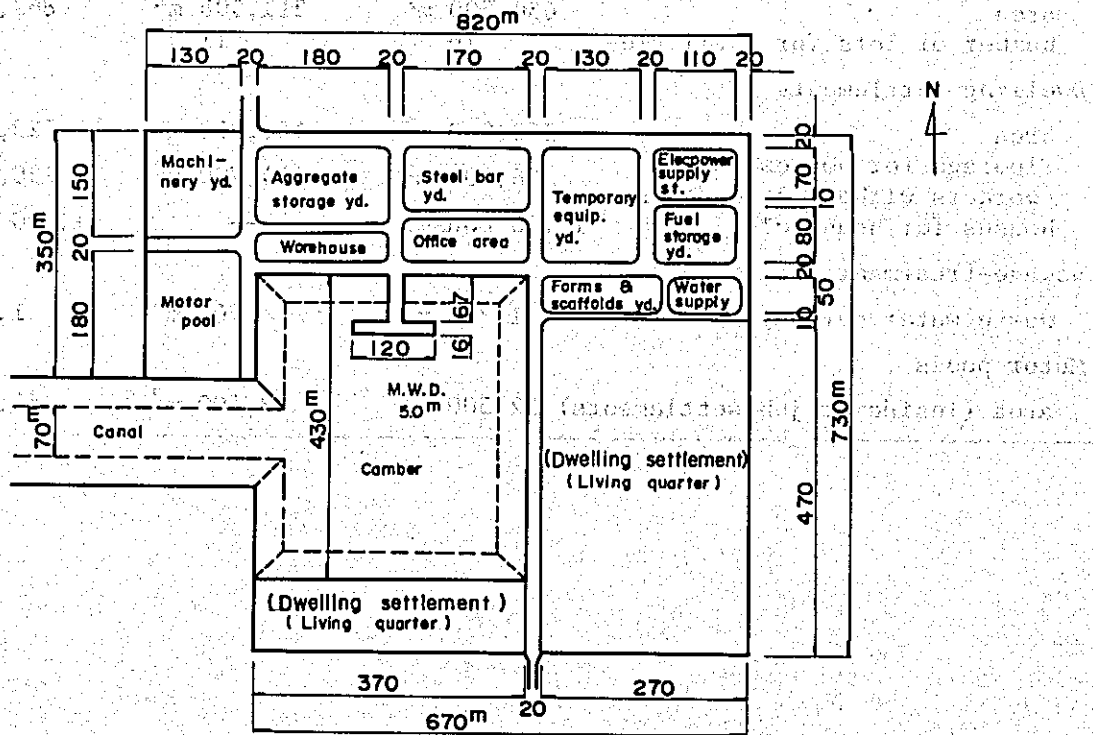 820m
130 20 180 20 170 20 130 20 110 20
N
350m
150
20
180
Machi-
nery yd.
Aggregate
storage yd.
Steel bar
yd.
Temporary
equip.
yd.
Elecpower
supply
st.
Fuel
storage
yd.
Warehouse
Office area
Forms &
scaffolds yd.
Water
supply
Motor
pool
20
70
10
80
20
50
10
730m
470
67
120
16
M.W.D.
5.0m
430m
70m
Canal
Camber
(Dwelling settlement)
(Living quarter)
(Dwelling settlement)
(Living quarter)
370
20
270
670m